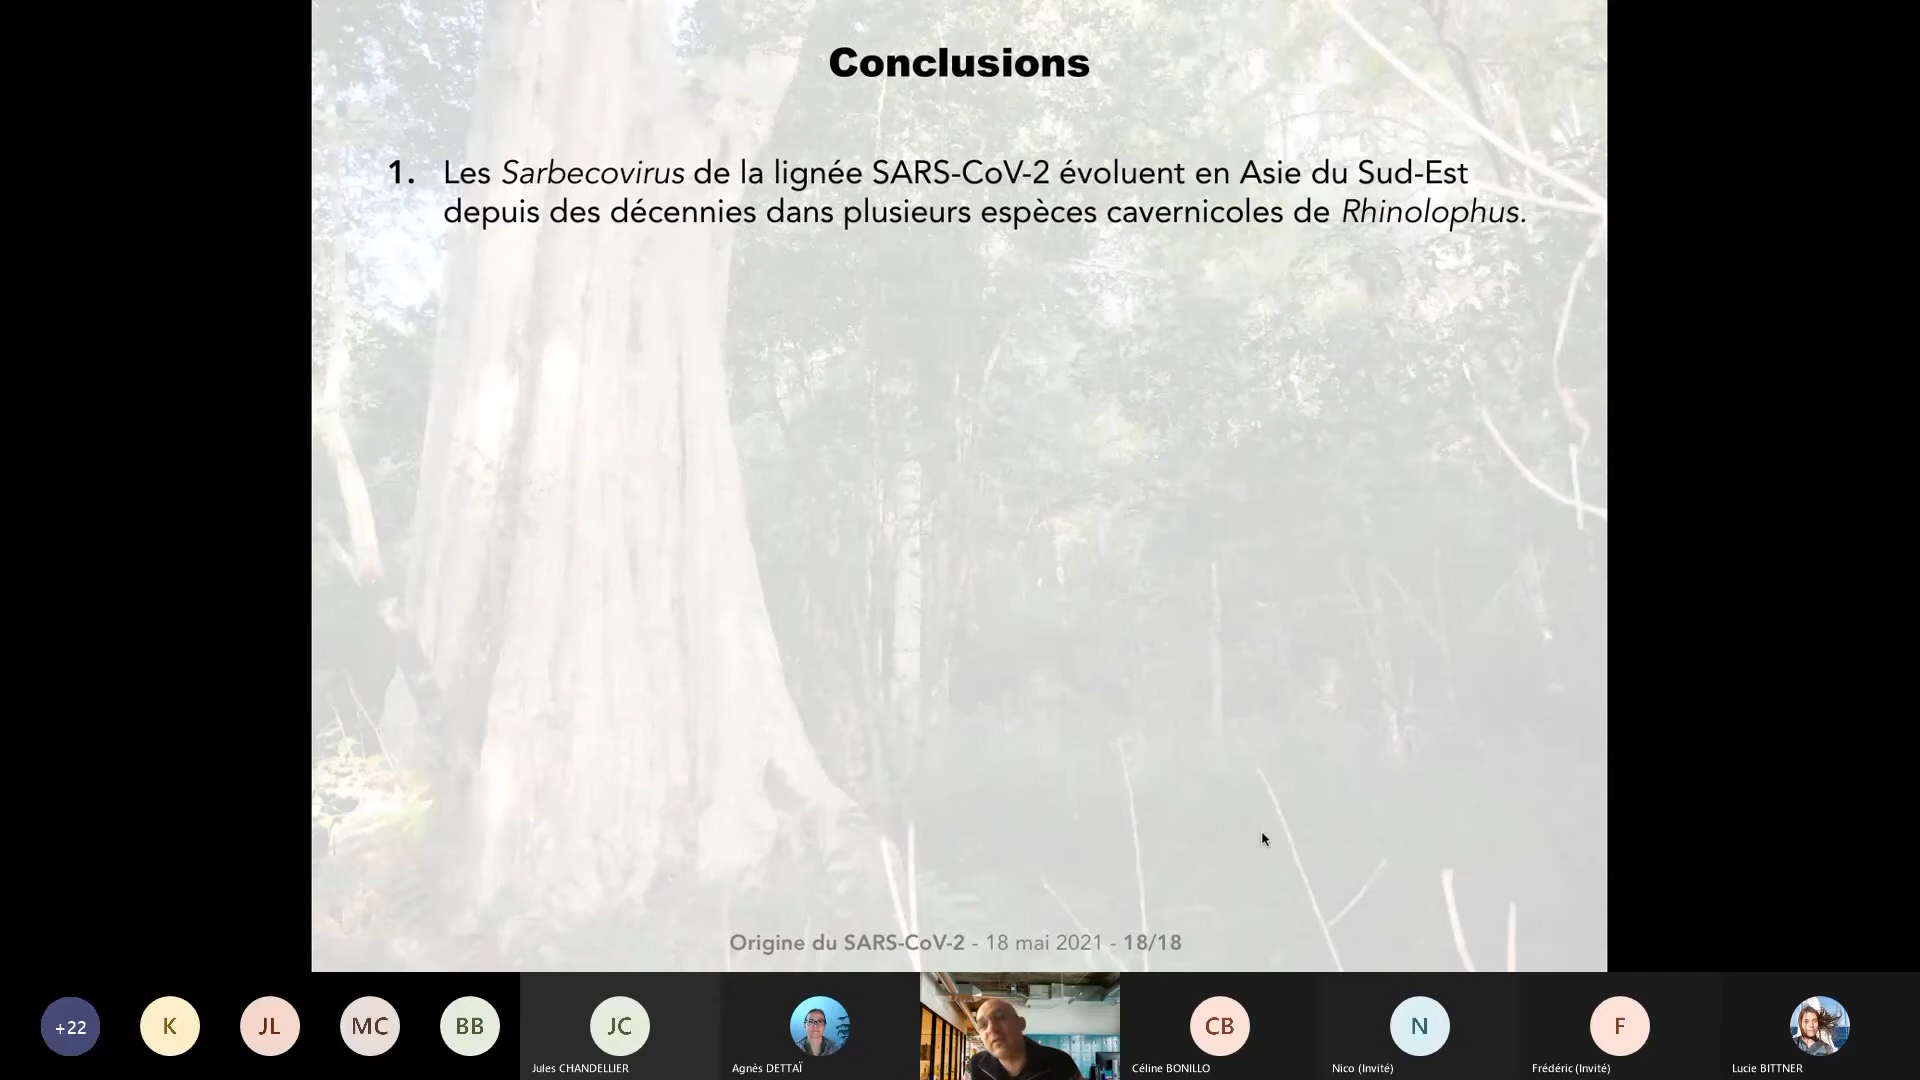 Conclusions
1. Les Sarbecovirus de la lignée SARS-CoV-2 évoluent en Asie du Sud-Est
depuis des décennies dans plusieurs espèces cavernicoles de Rhinolophus.
Origine du SARS-CoV-2 - 18 mai 2021 - 18/18
+22
K
JL
MC
BB
JC
CB
N
F
Jules CHANDELLIER
Agnès DETTAÏ
Céline BONILLO
Nico (Invité)
Frédéric (Invité)
Lucie BITTNER